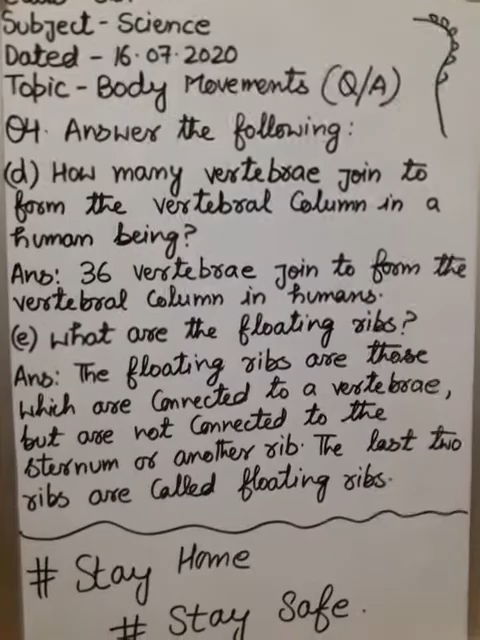 Subject - Science
Dated - 16.07.2020
Topic - Body Movements (Q/A)
Q4. Answer the following:
(d) How many vertebrae join to
form the vertebral column in a
human being?
Ans: 36 vertebrae join to form the
vertebral column in humans.
(e) What are the floating ribs?
Ans: The floating ribs are those
which are connected to a vertebrae,
but are not connected to the
sternum or another rib. The last two
ribs are called floating ribs.
# Stay Home
# Stay Safe.